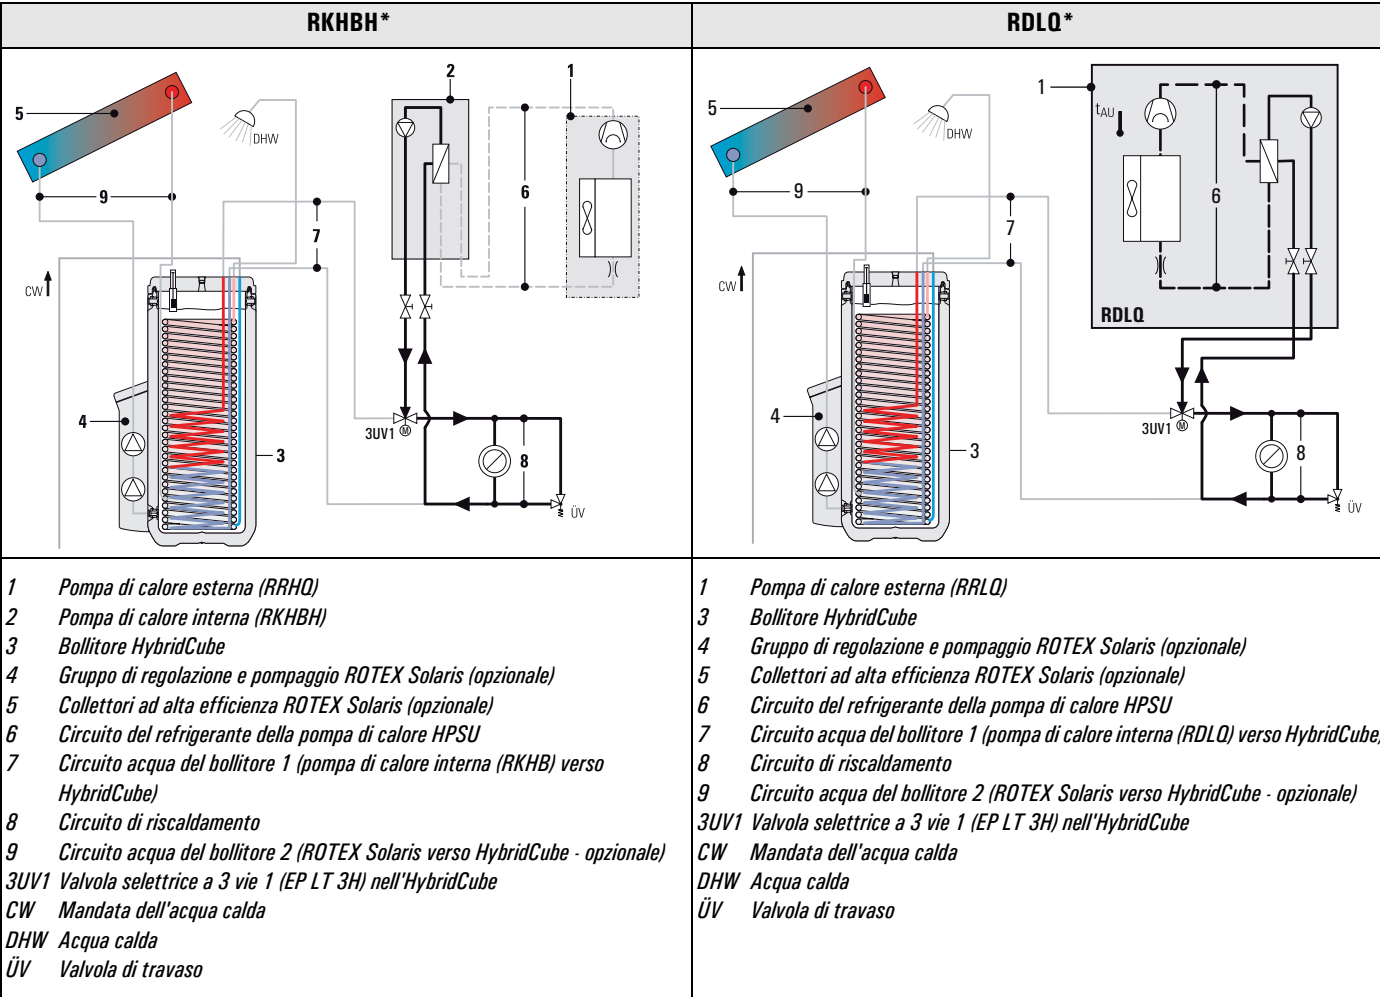 RKHBH*
RDLQ*
2
1
5
DHW
9
6
7
CW
4
3UV1
M
3
8
ÜV
1
5
tAU
DHW
9
6
7
CW
RDLQ
4
3UV1
M
3
8
ÜV
1 Pompa di calore esterna (RRHQ)
2 Pompa di calore interna (RKHBH)
3 Bollitore HybridCube
4 Gruppo di regolazione e pompaggio ROTEX Solaris (opzionale)
5 Collettori ad alta efficienza ROTEX Solaris (opzionale)
6 Circuito del refrigerante della pompa di calore HPSU
7 Circuito acqua del bollitore 1 (pompa di calore interna (RKHB) verso
HybridCube)
8 Circuito di riscaldamento
9 Circuito acqua del bollitore 2 (ROTEX Solaris verso HybridCube - opzionale)
3UV1 Valvola selettrice a 3 vie 1 (EP LT 3H) nell'HybridCube
CW Mandata dell'acqua calda
DHW Acqua calda
ÜV Valvola di travaso
1 Pompa di calore esterna (RRLQ)
3 Bollitore HybridCube
4 Gruppo di regolazione e pompaggio ROTEX Solaris (opzionale)
5 Collettori ad alta efficienza ROTEX Solaris (opzionale)
6 Circuito del refrigerante della pompa di calore HPSU
7 Circuito acqua del bollitore 1 (pompa di calore interna (RDLQ) verso HybridCube)
8 Circuito di riscaldamento
9 Circuito acqua del bollitore 2 (ROTEX Solaris verso HybridCube - opzionale)
3UV1 Valvola selettrice a 3 vie 1 (EP LT 3H) nell'HybridCube
CW Mandata dell'acqua calda
DHW Acqua calda
ÜV Valvola di travaso